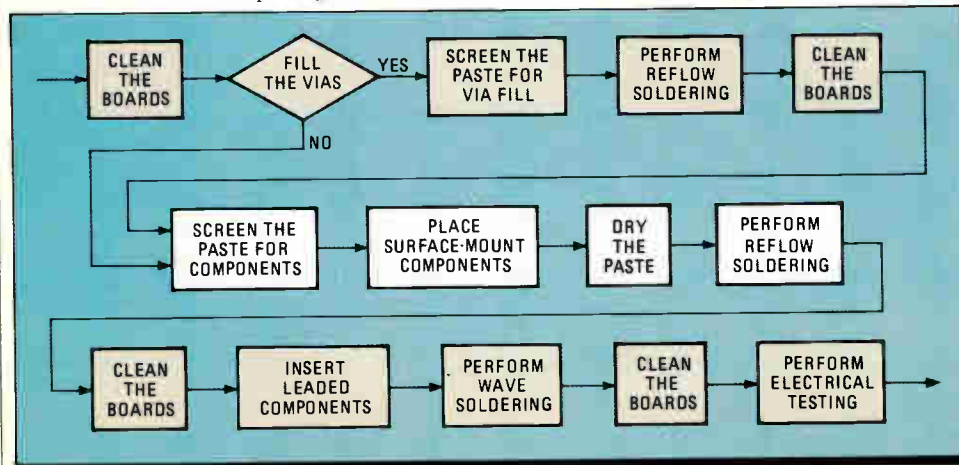 CLEAN
THE
BOARDS
FILL
THE VIAS
YES
NO
SCREEN THE
PASTE FOR
VIA FILL
PERFORM
REFLOW
SOLDERING
CLEAN
THE
BOARDS
SCREEN THE
PASTE FOR
COMPONENTS
PLACE
SURFACE-MOUNT
COMPONENTS
DRY
THE
PASTE
PERFORM
REFLOW
SOLDERING
CLEAN
THE
BOARDS
INSERT
LEADED
COMPONENTS
PERFORM
WAVE
SOLDERING
CLEAN
THE
BOARDS
PERFORM
ELECTRICAL
TESTING